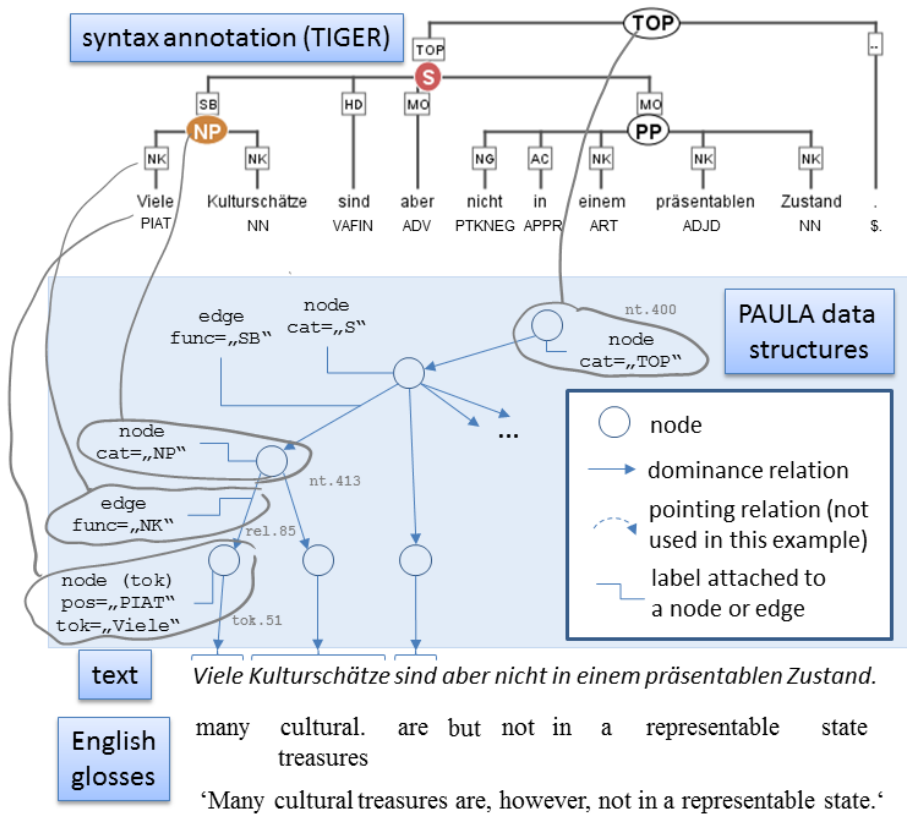 syntax annotation (TIGER)
TOP
TOP
--
S
SB HD MO MO
NP PP
NK NK NG AC NK NK NK
Viele Kulturschätze sind aber nicht in einem präsentablen Zustand .
PIAT NN VAFIN ADV PTKNEG APPR ART ADJD NN $.
PAULA data
structures
nt.400
node
cat=„TOP“
node
cat=„S“
edge
func=„SB“
...
node
cat=„NP“
nt.413
edge
func=„NK“
rel.85
node (tok)
pos=„PIAT“
tok=„Viele“
tok.51
node
dominance relation
pointing relation (not
used in this example)
label attached to
a node or edge
text
Viele Kulturschätze sind aber nicht in einem präsentablen Zustand.
English
glosses
many cultural. are but not in a representable state
treasures
‘Many cultural treasures are, however, not in a representable state.‘